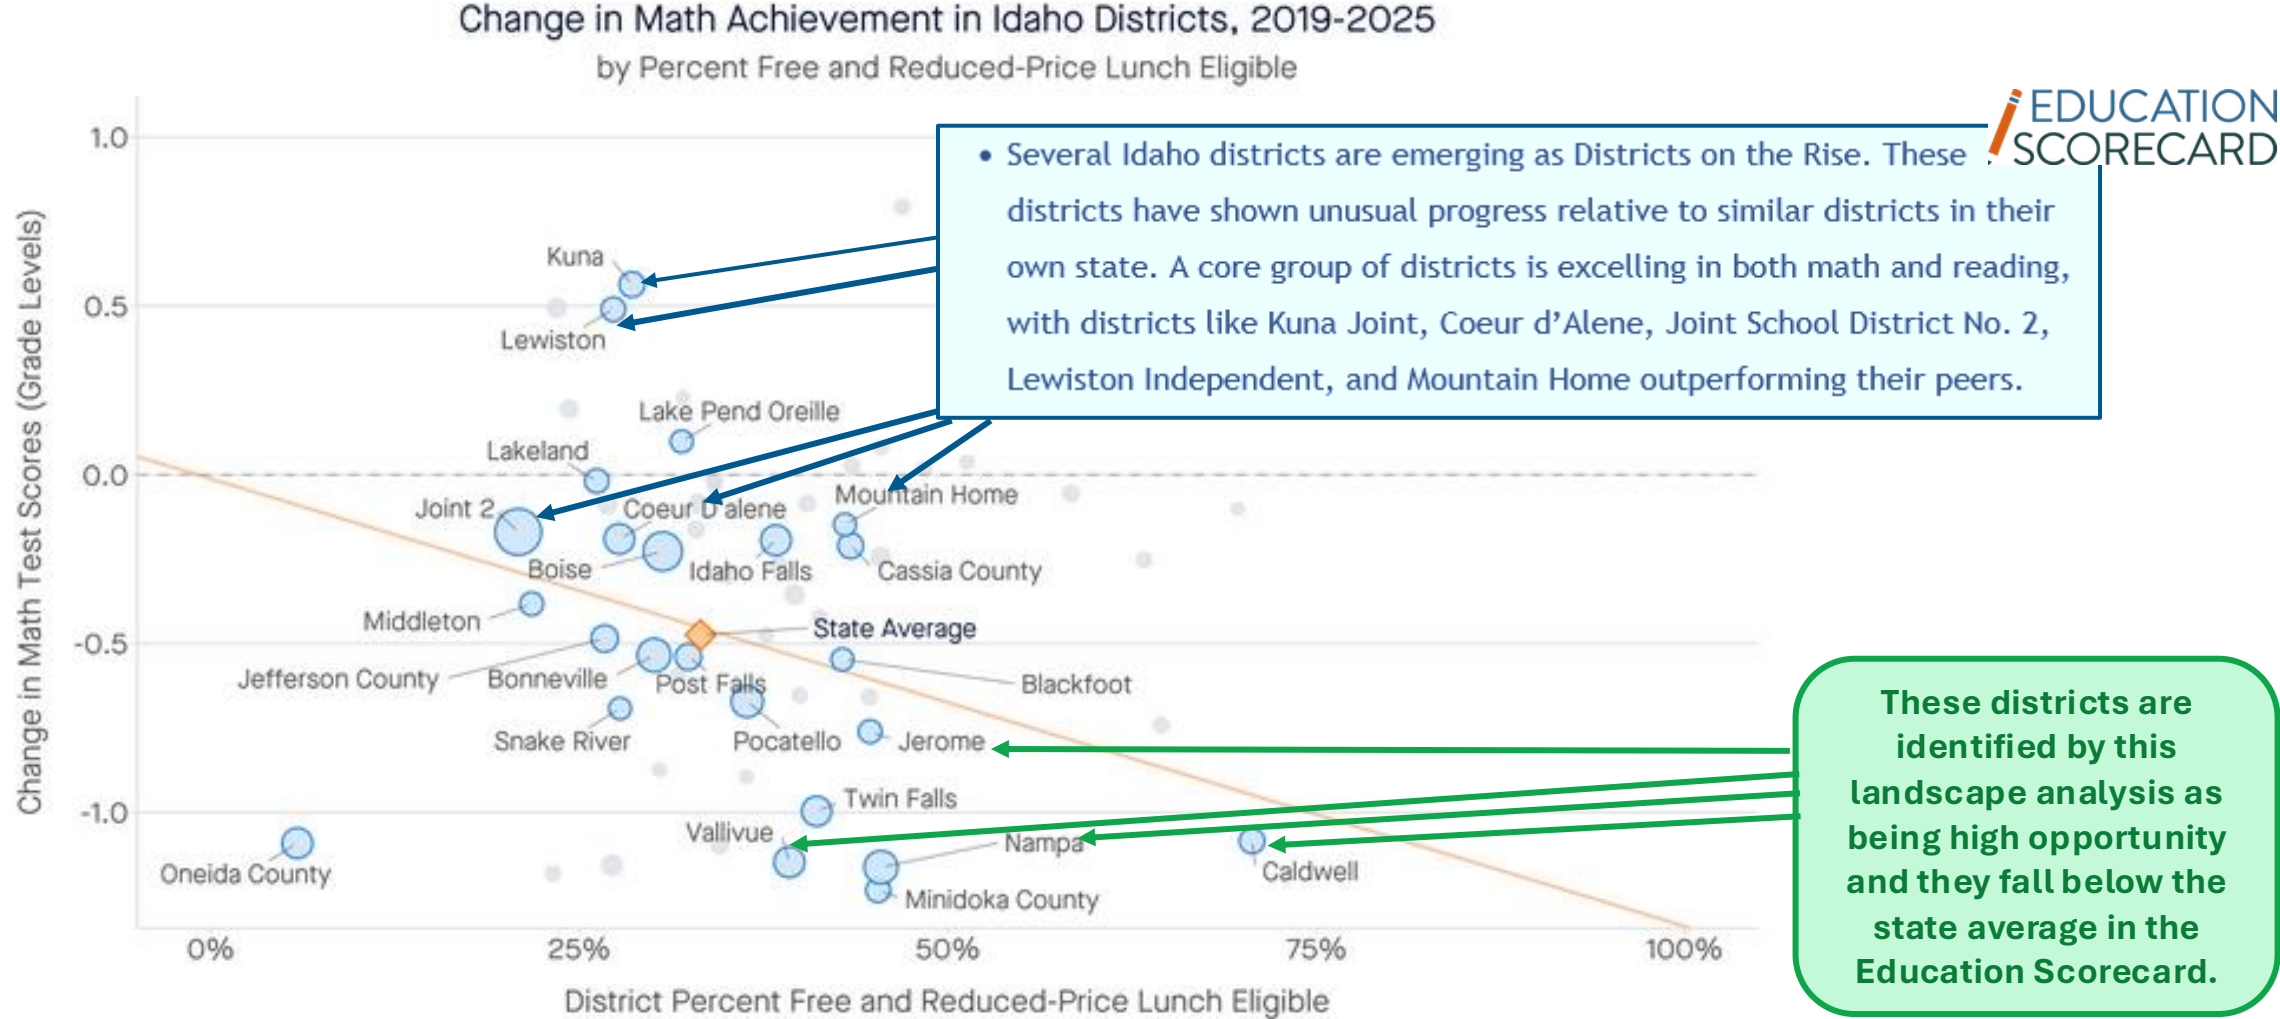 Change in Math Achievement in Idaho Districts, 2019-2025
by Percent Free and Reduced-Price Lunch Eligible
EDUCATION
SCORECARD
• Several Idaho districts are emerging as Districts on the Rise. These
districts have shown unusual progress relative to similar districts in their
own state. A core group of districts is excelling in both math and reading,
with districts like Kuna Joint, Coeur d’Alene, Joint School District No. 2,
Lewiston Independent, and Mountain Home outperforming their peers.
Change in Math Test Scores (Grade Levels)
1.0
0.5
0.0
-0.5
-1.0
Kuna
Lewiston
Lake Pend Oreille
Lakeland
Joint 2
Coeur D'alene
Mountain Home
Boise
Idaho Falls
Cassia County
Middleton
State Average
Jefferson County
Bonneville
Post Falls
Blackfoot
Snake River
Pocatello
Jerome
Twin Falls
Vallivue
Nampa
Oneida County
Caldwell
Minidoka County
These districts are
identified by this
landscape analysis as
being high opportunity
and they fall below the
state average in the
Education Scorecard.
0%
25%
50%
75%
100%
District Percent Free and Reduced-Price Lunch Eligible